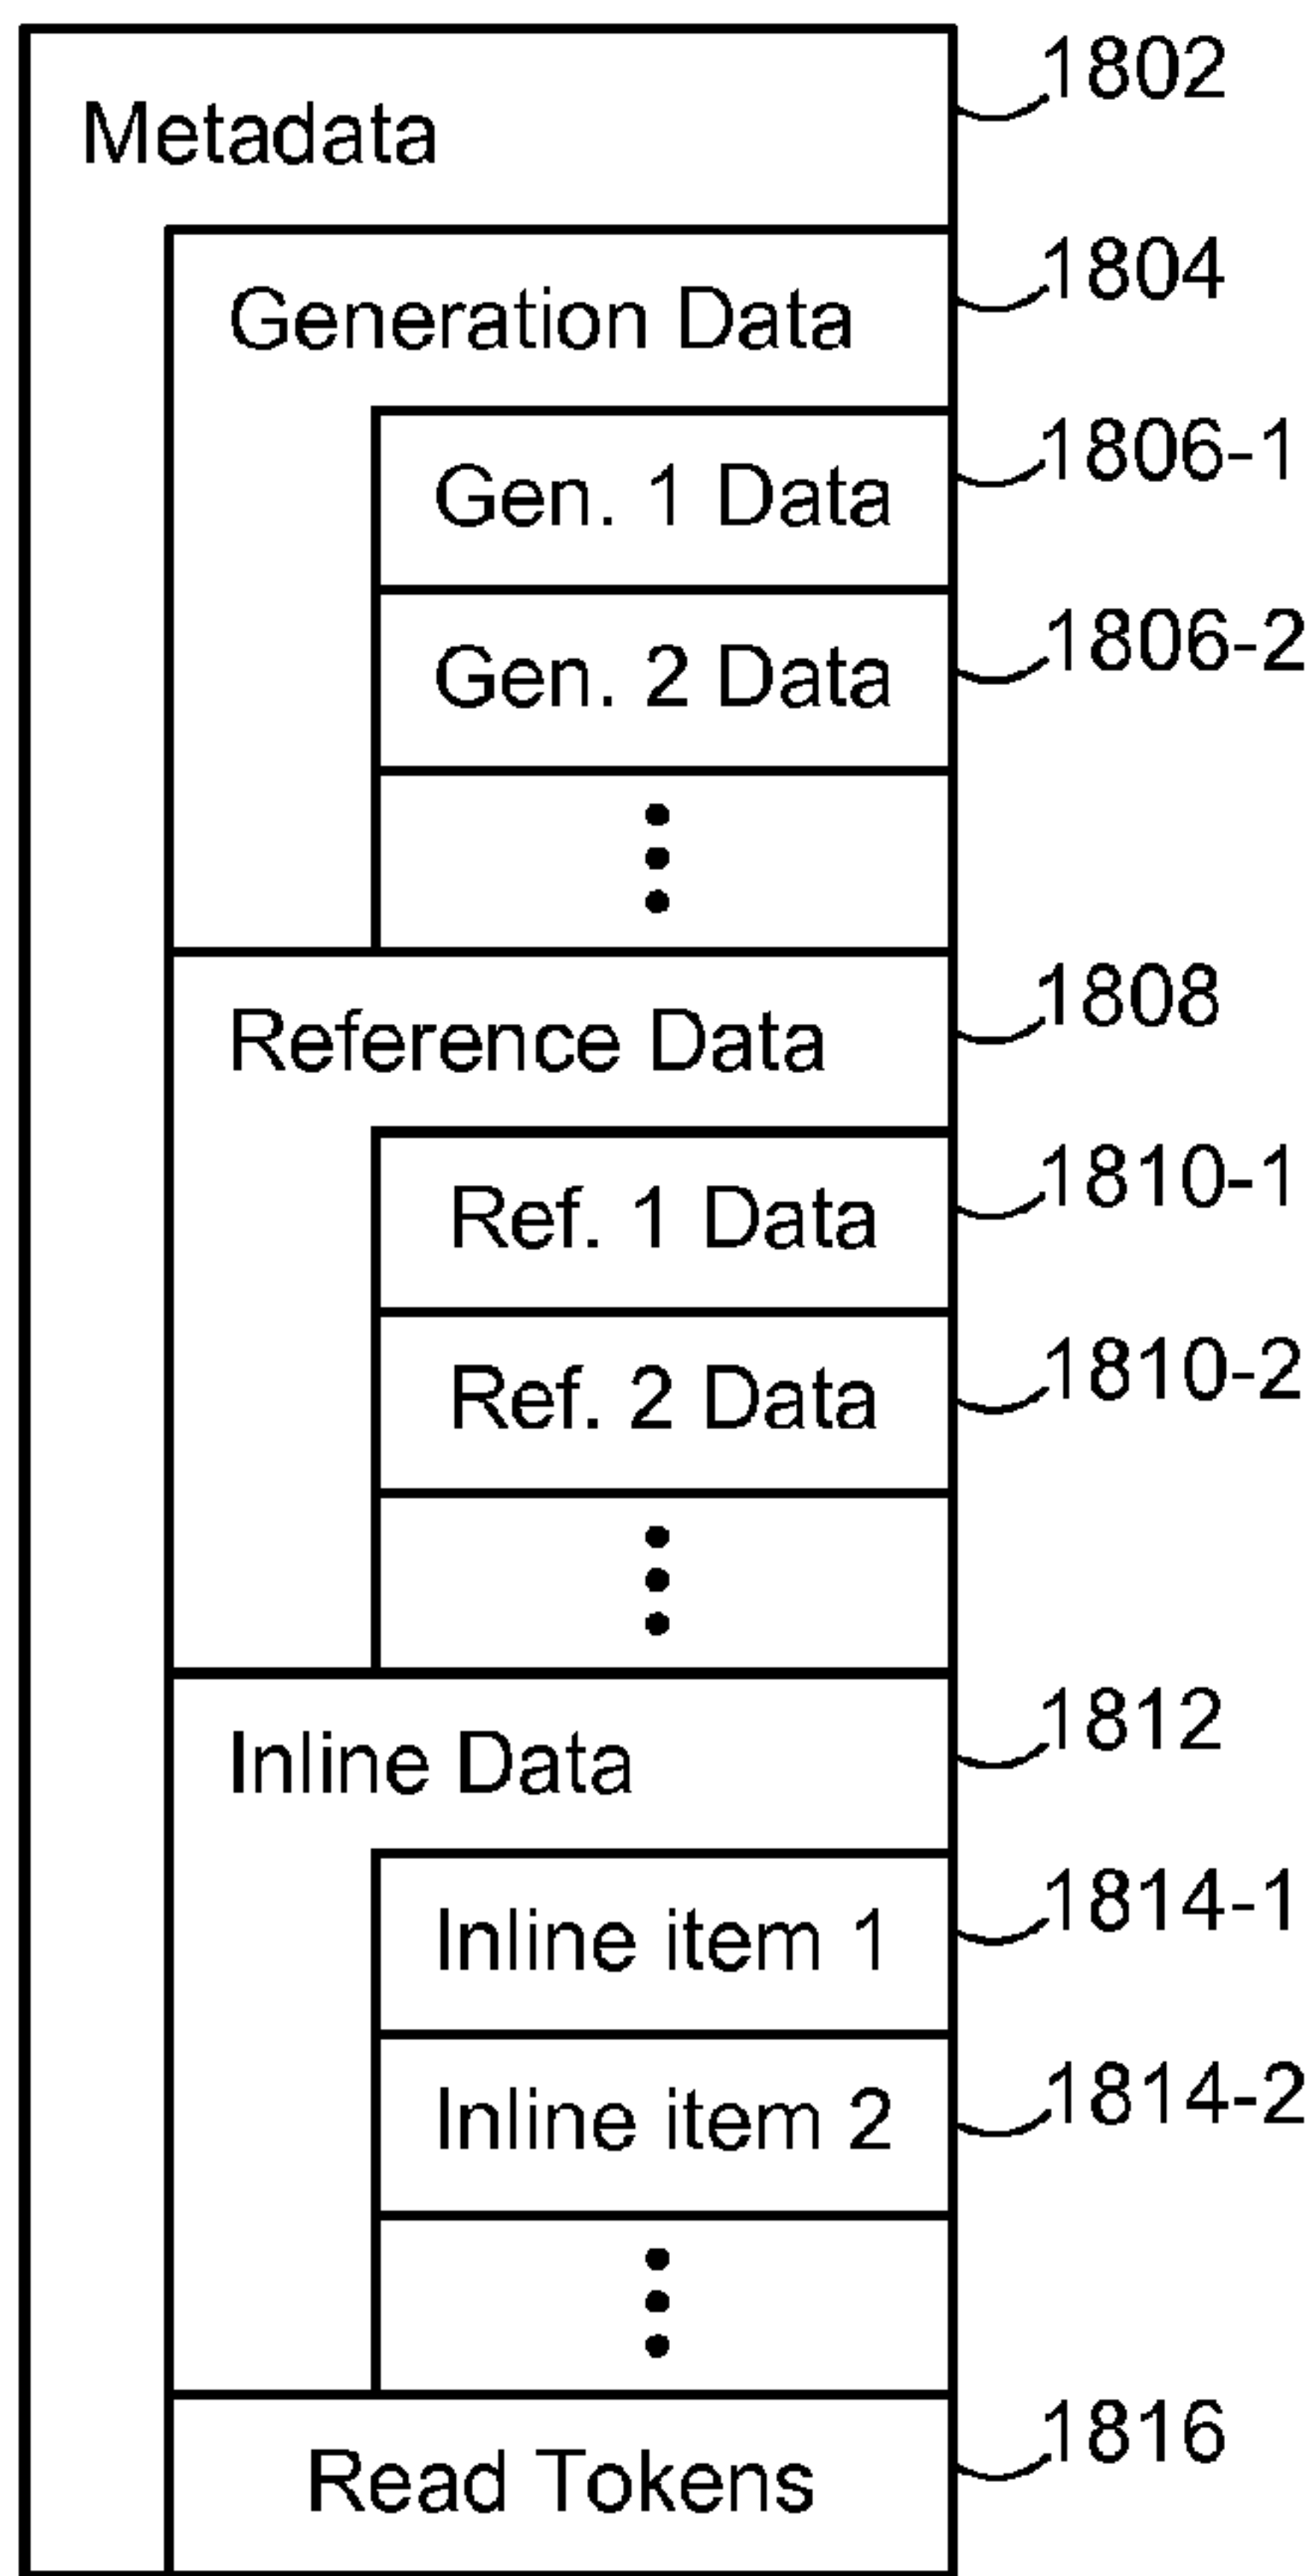 1802
Metadata
1804
Generation Data
1806-1
Gen. 1 Data
1806-2
Gen. 2 Data
1808
Reference Data
1810-1
Ref. 1 Data
1810-2
Ref. 2 Data
1812
Inline Data
1814-1
Inline item 1
1814-2
Inline item 2
1816
Read Tokens